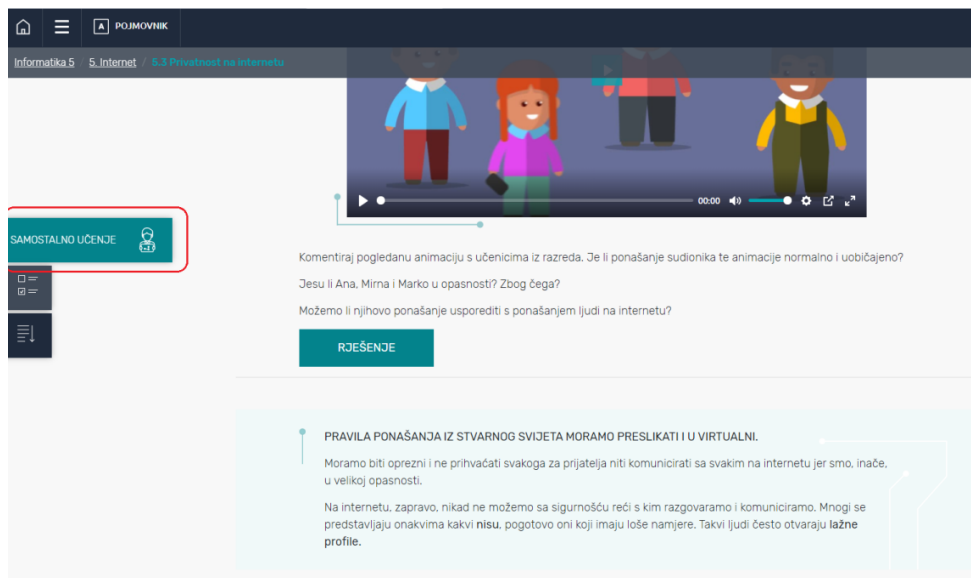 A POJMOVNIK
Informatika 5 / 5. Internet / 5.3 Privatnost na internetu
00:00
SAMOSTALNO UČENJE
Komentiraj pogledanu animaciju s učenicima iz razreda. Je li ponašanje sudionika te animacije normalno i uobičajeno?
Jesu li Ana, Mirna i Marko u opasnosti? Zbog čega?
Možemo li njihovo ponašanje usporediti s ponašanjem ljudi na internetu?
RJEŠENJE
PRAVILA PONAŠANJA IZ STVARNOG SVIJETA MORAMO PRESLIKATI I U VIRTUALNI.
Moramo biti oprezni i ne prihvaćati svakoga za prijatelja niti komunicirati sa svakim na internetu jer smo, inače,
u velikoj opasnosti.
Na internetu, zapravo, nikad ne možemo sa sigurnošću reći s kim razgovaramo i komuniciramo. Mnogi se
predstavljaju onakvima kakvi nisu, pogotovo oni koji imaju loše namjere. Takvi ljudi često otvaraju lažne
profile.